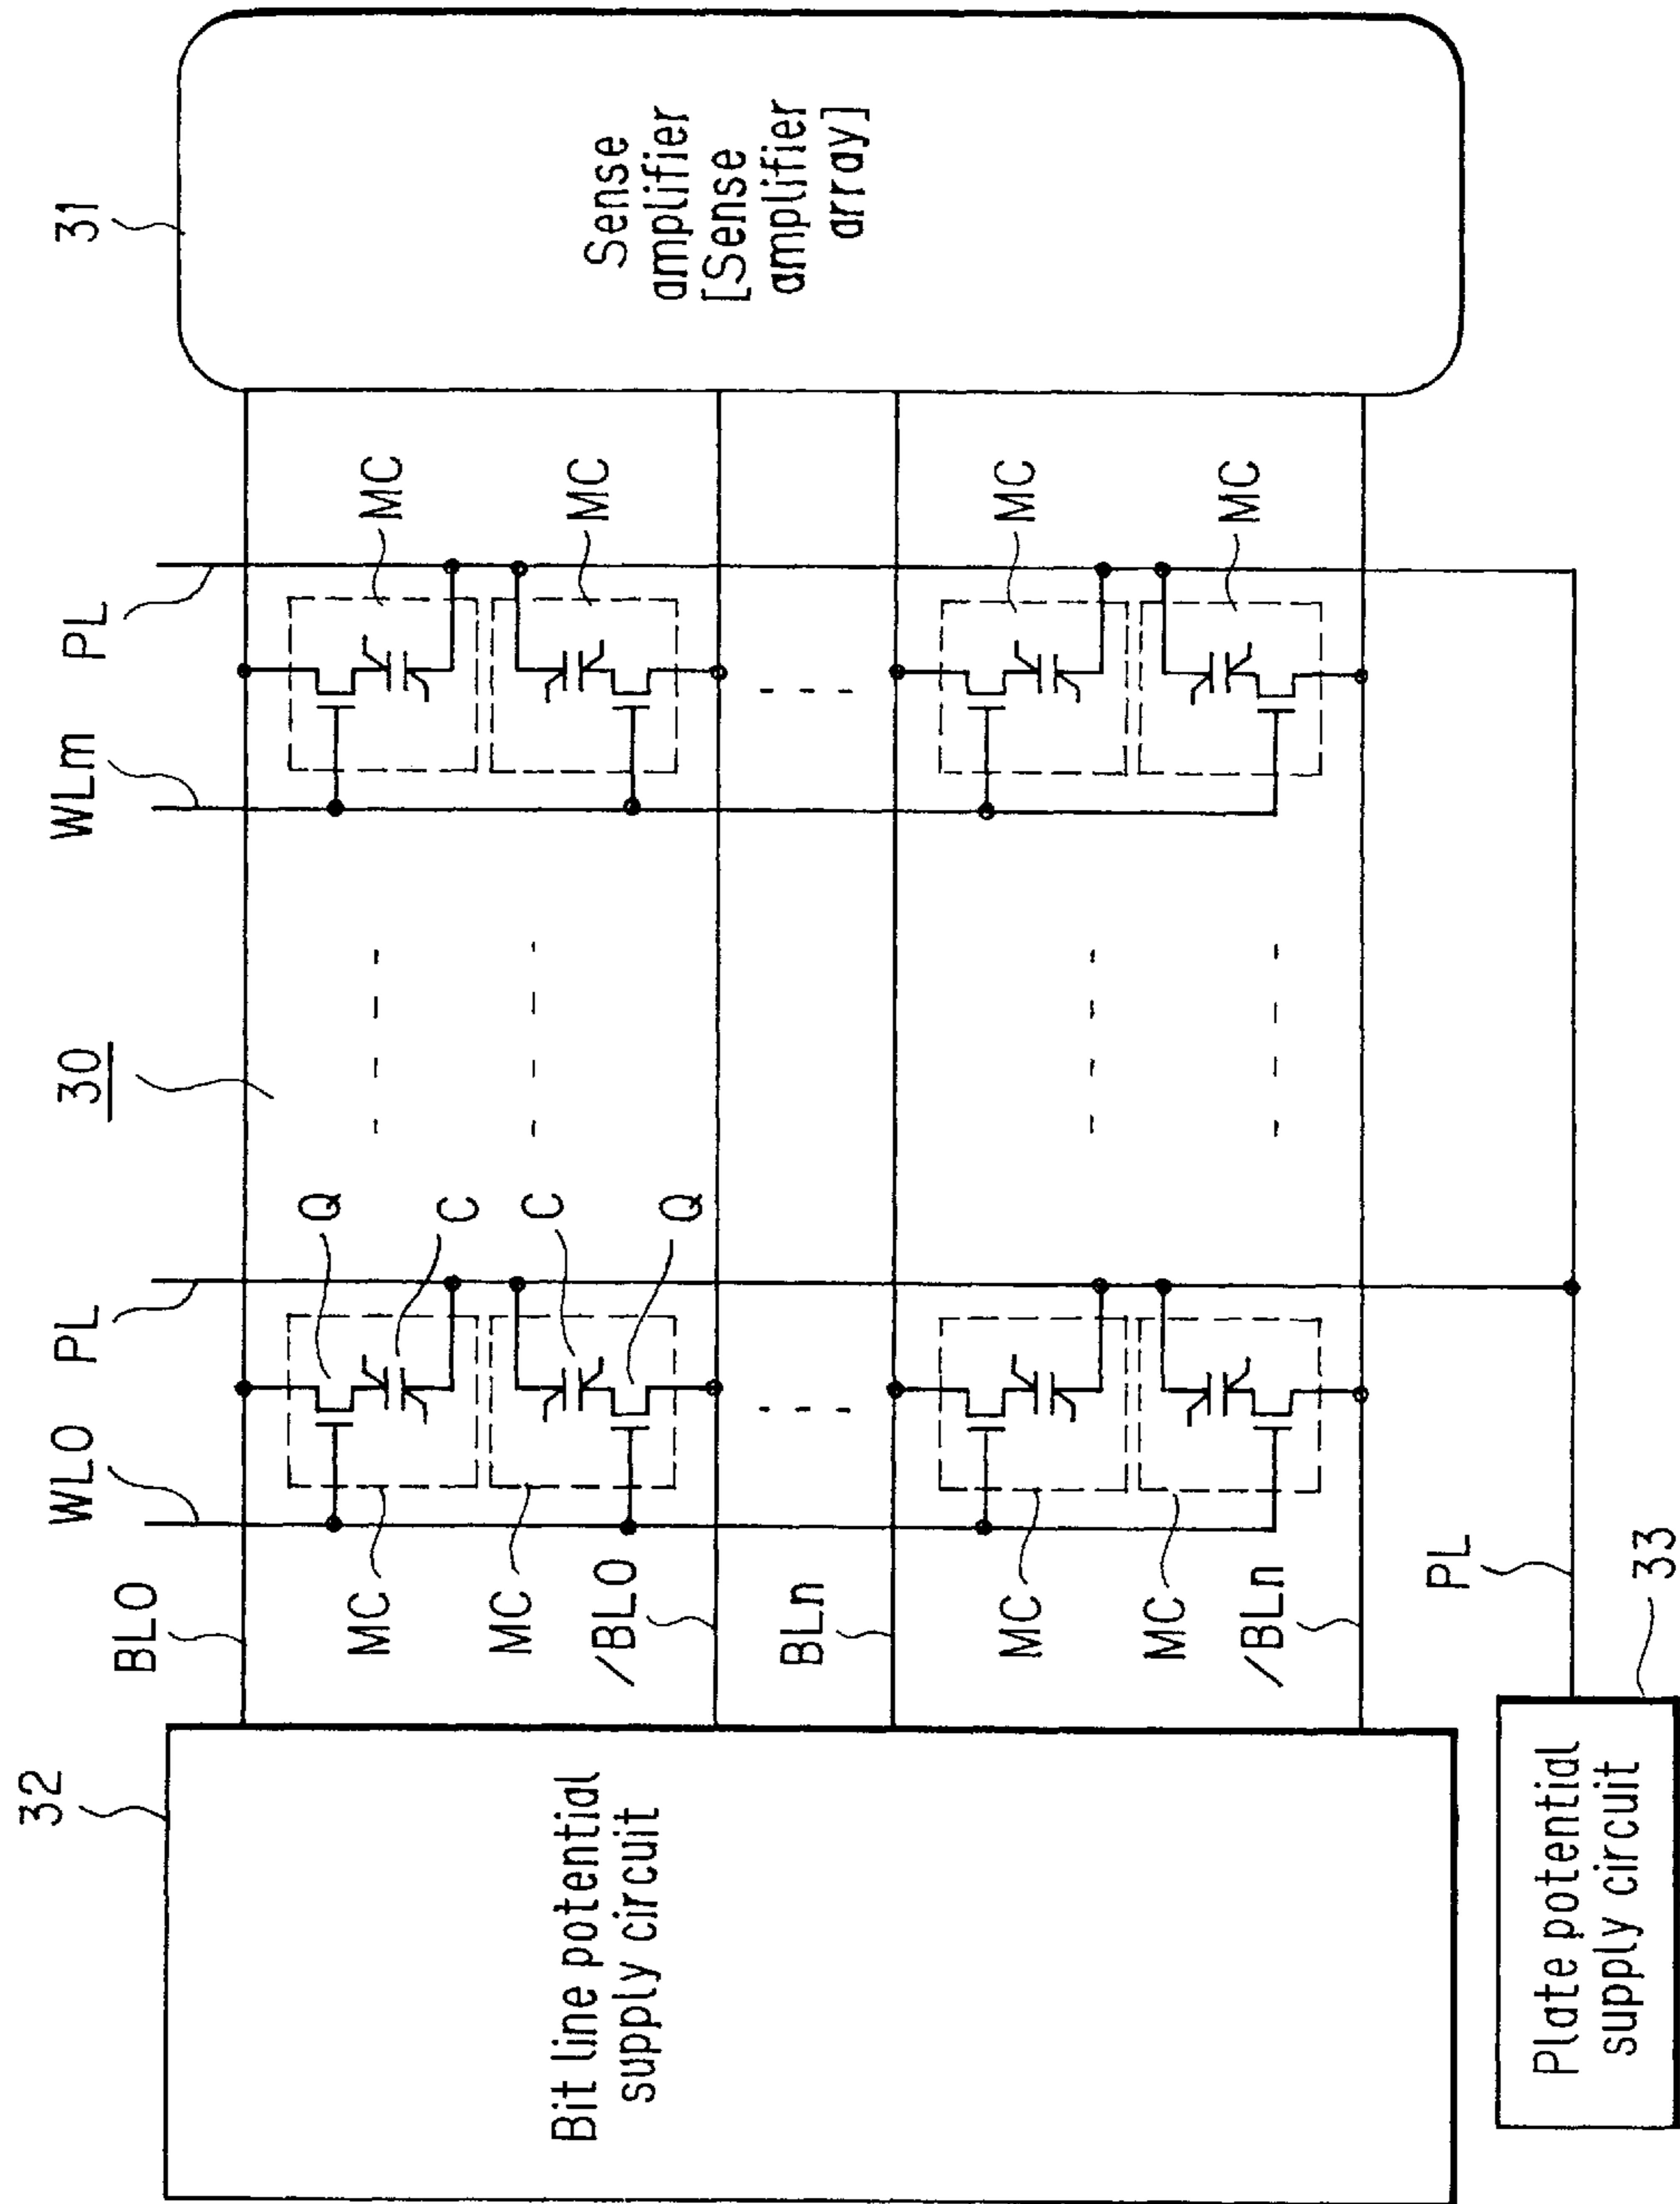 32
WL0
PL
30
WLm
PL
31
BL0
Q
MC
MC
C
MC
C
MC
/BL0
Q
Bit line potential
supply circuit
Sense
amplifier
[Sense
amplifier
array]
BLn
MC
MC
MC
MC
/BLn
PL
Plate potential
supply circuit
33